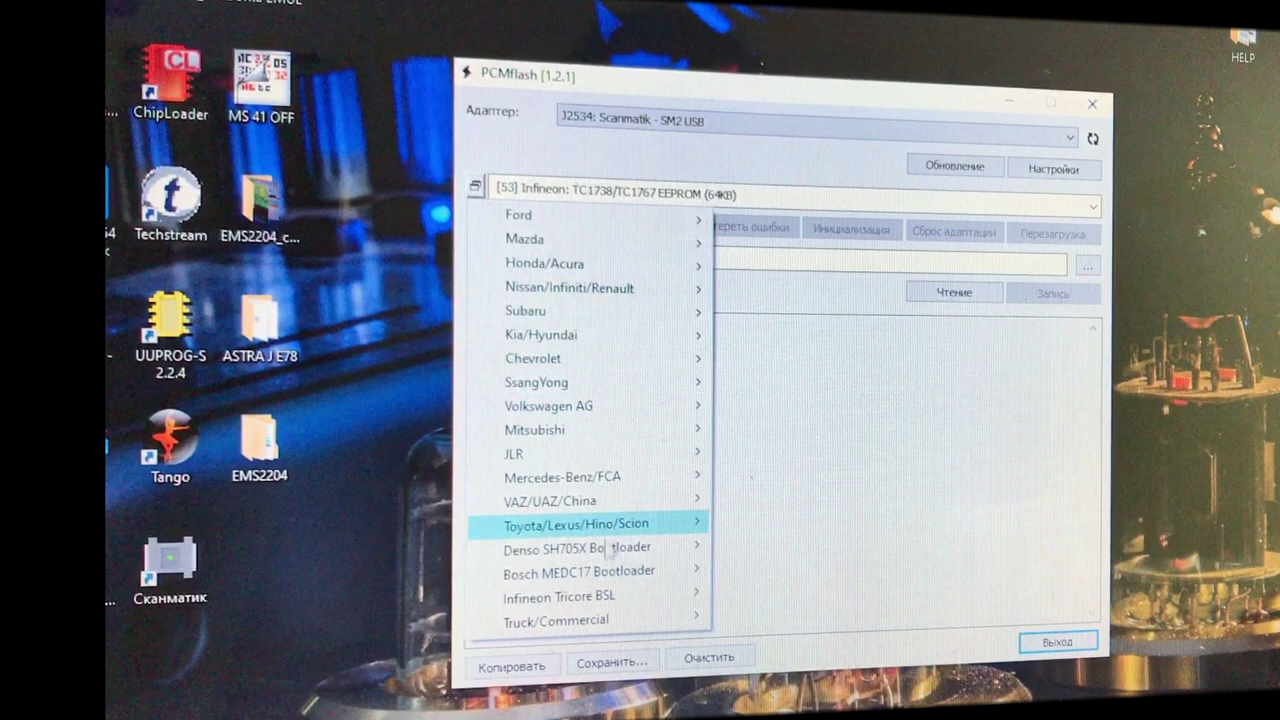 HELP
ChipLoader
MS 41 OFF
Techstream
EMS2204_c...
UUPROG-S
2.2.4
ASTRA J E78
Tango
EMS2204
Сканматик
PCMflash [1.2.1]
Адаптер:
J2534: Scanmatik - SM2 USB
Обновление
Настройки
[53] Infineon: TC1738/TC1767 EEPROM (64KB)
Инициализация
Сброс адаптации
Перезагрузка
...
Чтение
Запись
Ford
Mazda
Honda/Acura
Nissan/Infiniti/Renault
Subaru
Kia/Hyundai
Chevrolet
SsangYong
Volkswagen AG
Mitsubishi
JLR
Mercedes-Benz/FCA
VAZ/UAZ/China
Toyota/Lexus/Hino/Scion
Denso SH705X Bootloader
Bosch MEDC17 Bootloader
Infineon Tricore BSL
Truck/Commercial
Копировать
Сохранить...
Очистить
Выход